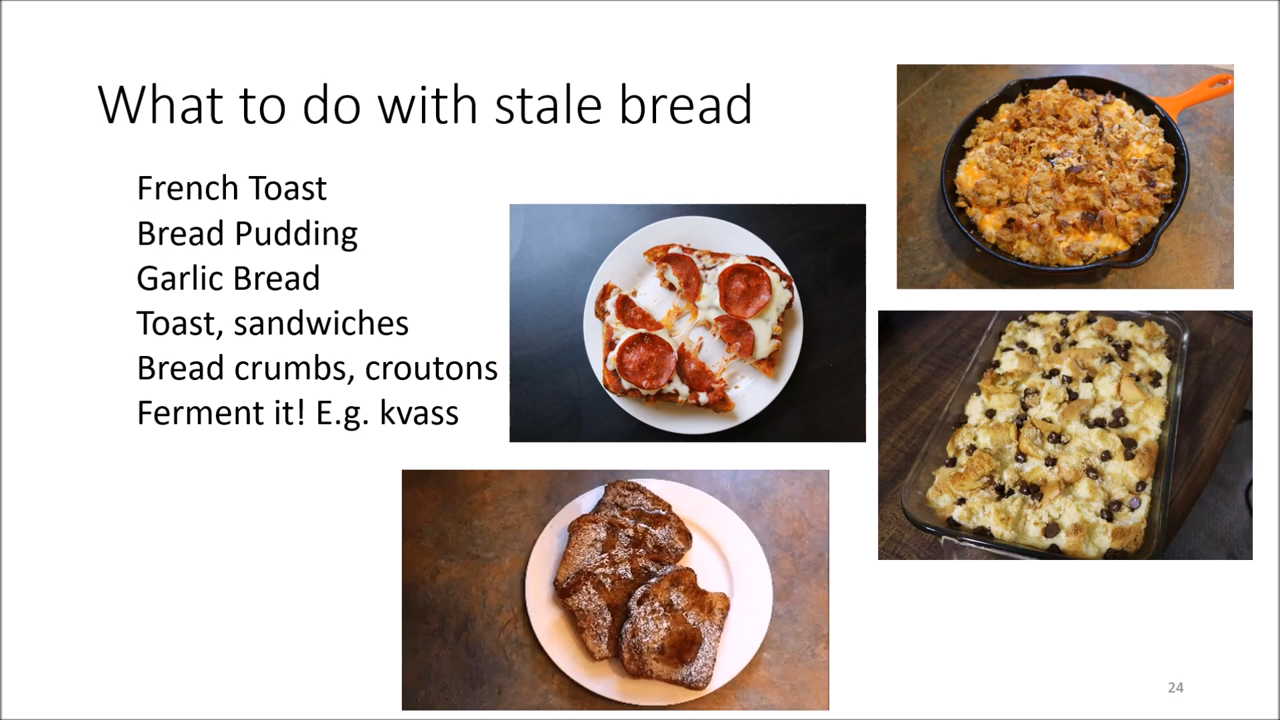 What to do with stale bread
French Toast
Bread Pudding
Garlic Bread
Toast, sandwiches
Bread crumbs, croutons
Ferment it! E.g. kvass
24